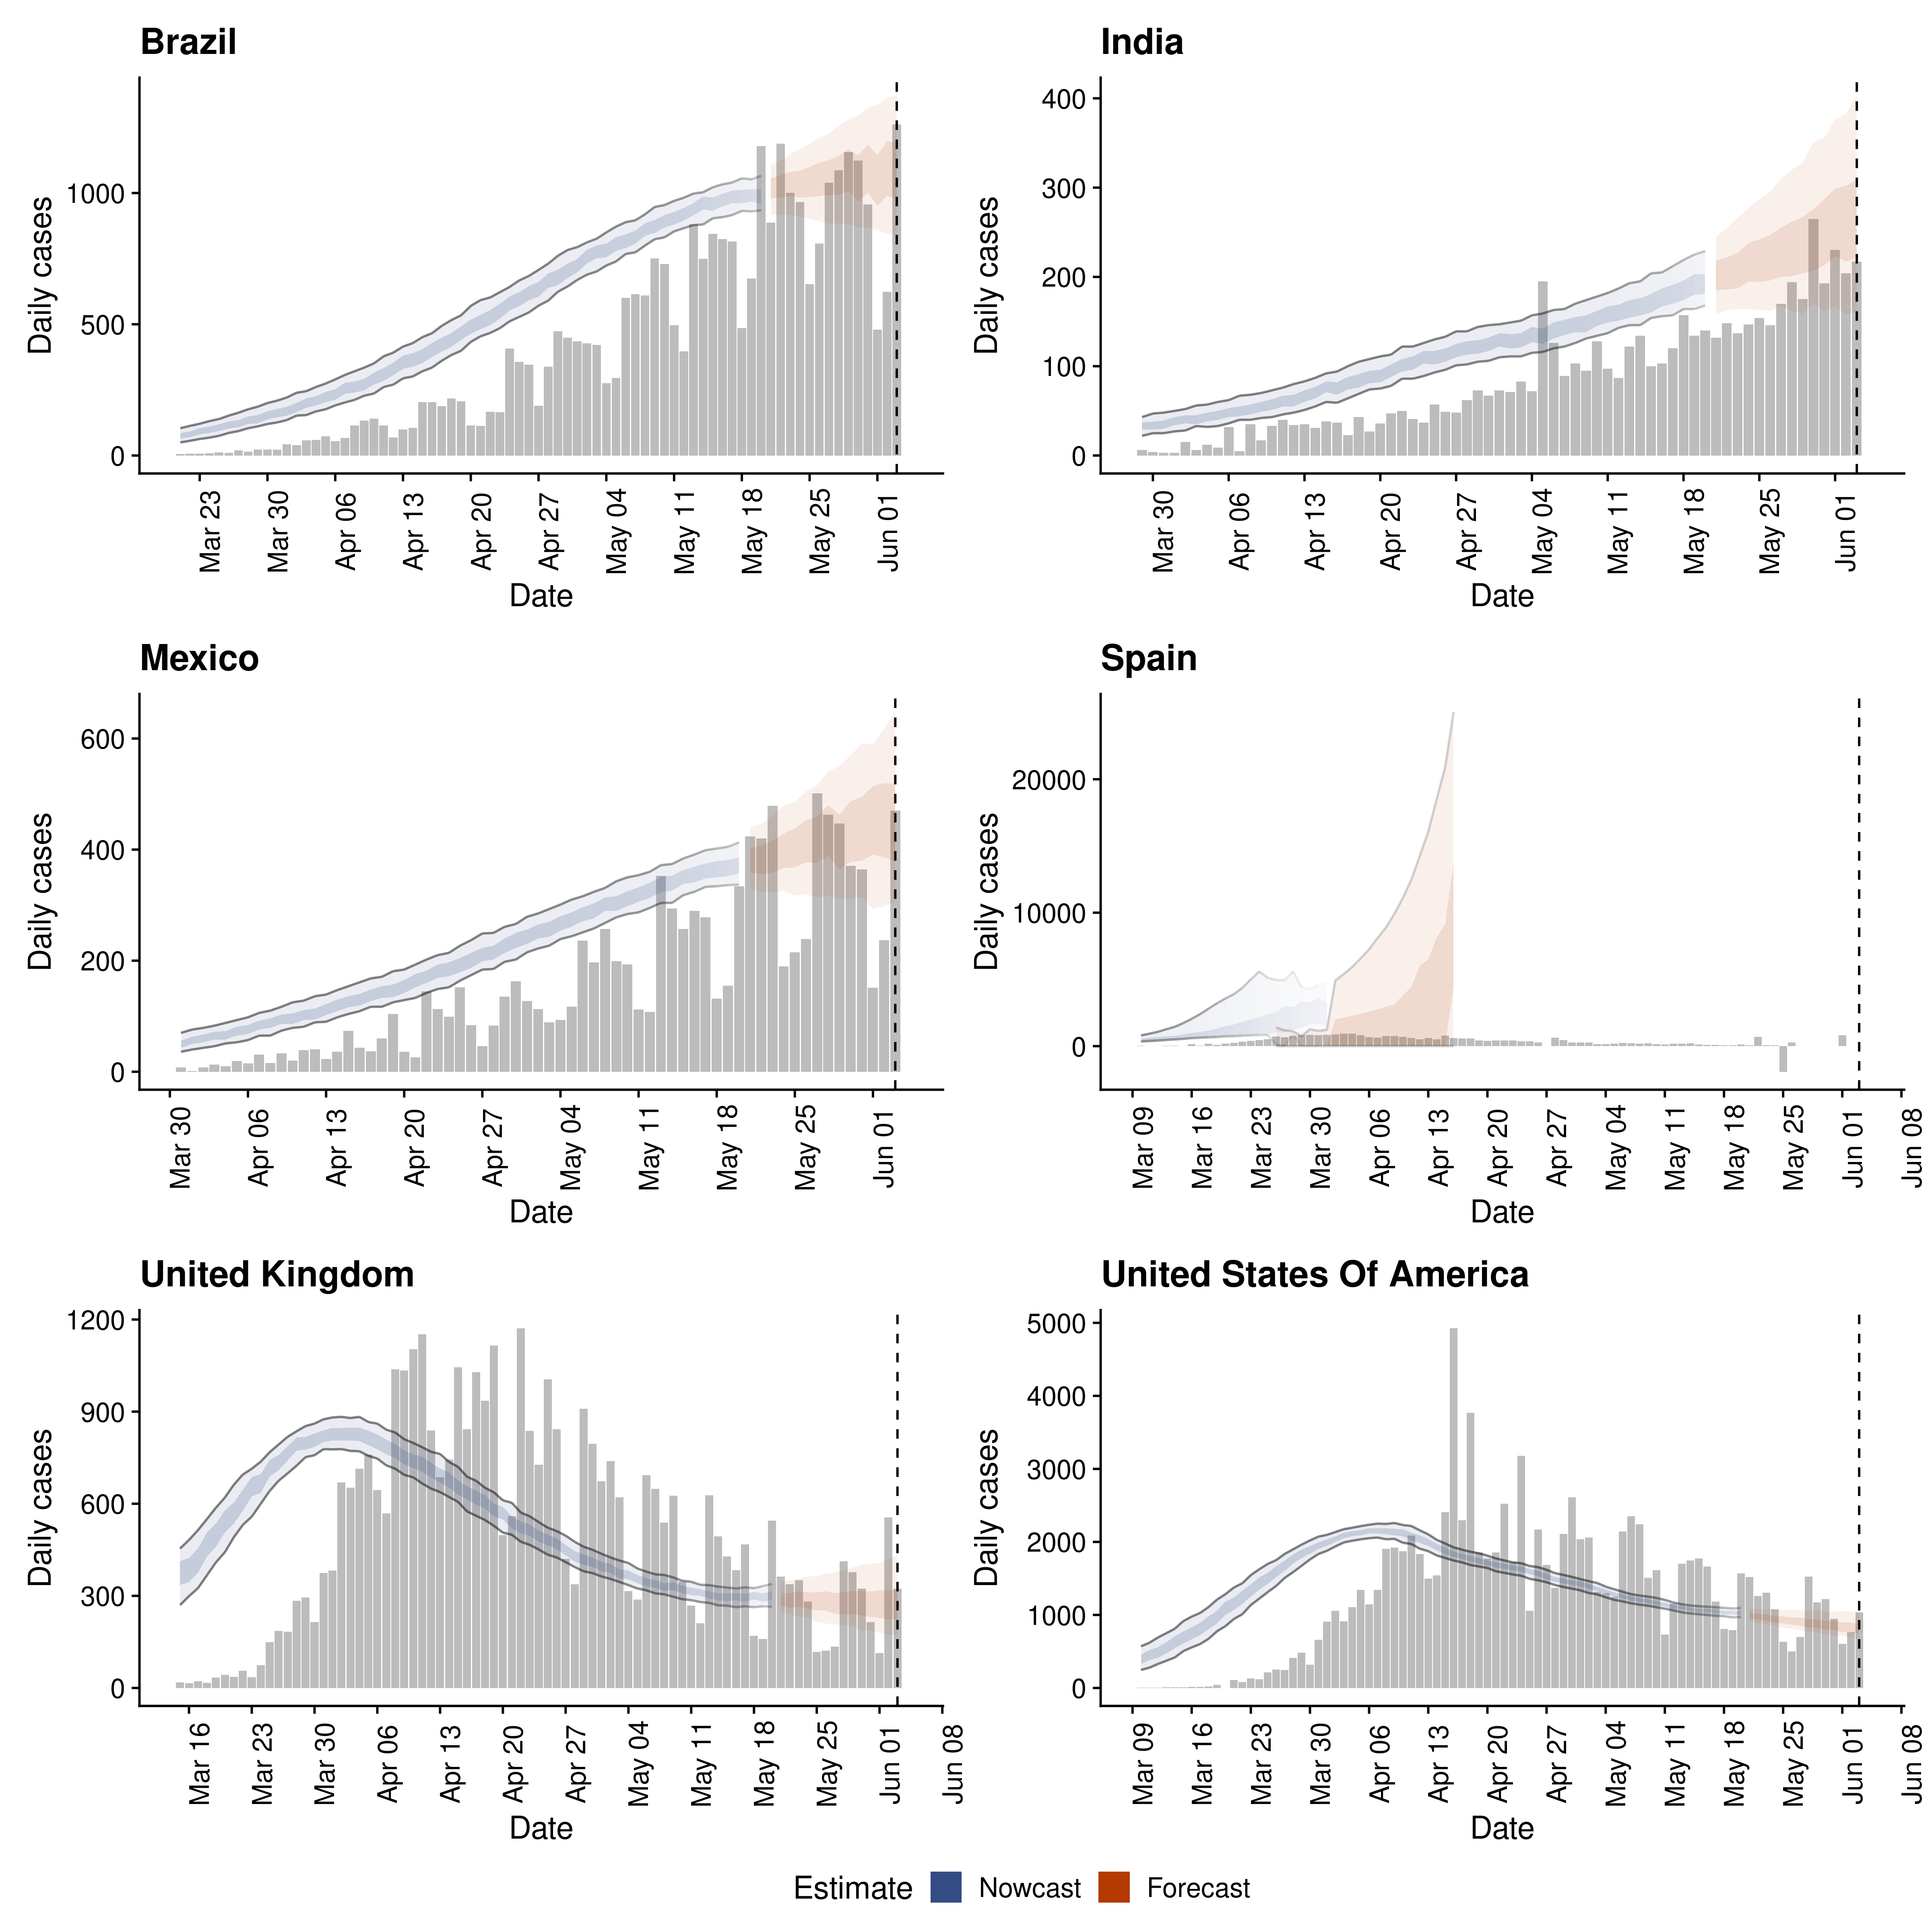 Brazil
Daily cases
1000
500
0
Mar 23
Mar 30
Apr 06
Apr 13
Apr 20
Apr 27
May 04
May 11
May 18
May 25
Jun 01
Date
India
Daily cases
400
300
200
100
0
Mar 30
Apr 06
Apr 13
Apr 20
Apr 27
May 04
May 11
May 18
May 25
Jun 01
Date
Mexico
Daily cases
600
400
200
0
Mar 30
Apr 06
Apr 13
Apr 20
Apr 27
May 04
May 11
May 18
May 25
Jun 01
Date
Spain
Daily cases
20000
10000
0
Mar 09
Mar 16
Mar 23
Mar 30
Apr 06
Apr 13
Apr 20
Apr 27
May 04
May 11
May 18
May 25
Jun 01
Jun 08
Date
United Kingdom
Daily cases
1200
900
600
300
0
Mar 16
Mar 23
Mar 30
Apr 06
Apr 13
Apr 20
Apr 27
May 04
May 11
May 18
May 25
Jun 01
Jun 08
Date
United States Of America
Daily cases
5000
4000
3000
2000
1000
0
Mar 09
Mar 16
Mar 23
Mar 30
Apr 06
Apr 13
Apr 20
Apr 27
May 04
May 11
May 18
May 25
Jun 01
Jun 08
Date
Estimate Nowcast Forecast